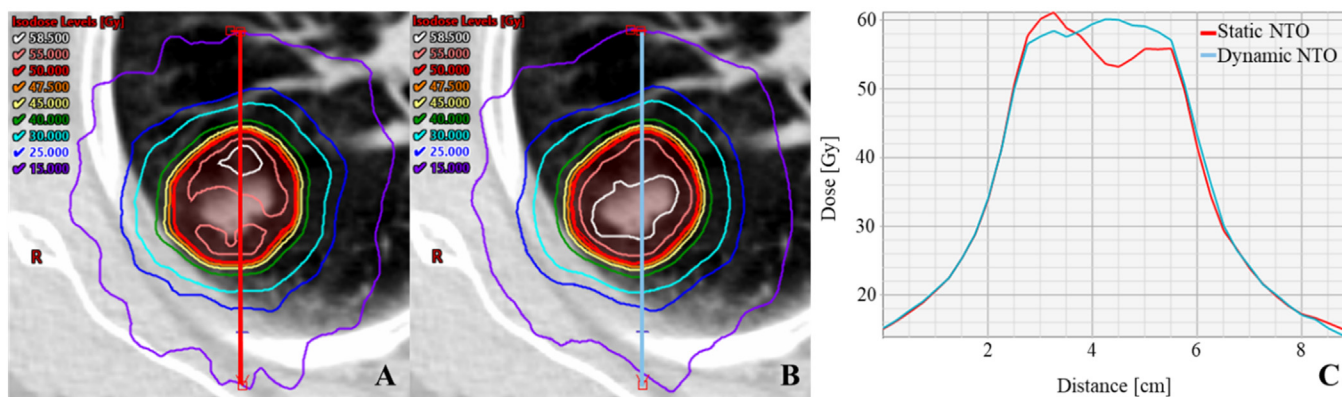 Isodose Levels [Gy]
✔ 58.500
✔ 55.000
✔ 50.000
✔ 47.500
✔ 45.000
✔ 40.000
✔ 30.000
✔ 25.000
✔ 15.000
R
A
Isodose Levels [Gy]
✔ 58.500
✔ 55.000
✔ 50.000
✔ 47.500
✔ 45.000
✔ 40.000
✔ 30.000
✔ 25.000
✔ 15.000
R
B
60
50
40
30
20
Dose [Gy]
Static NTO
Dynamic NTO
2
4
6
8
Distance [cm]
C